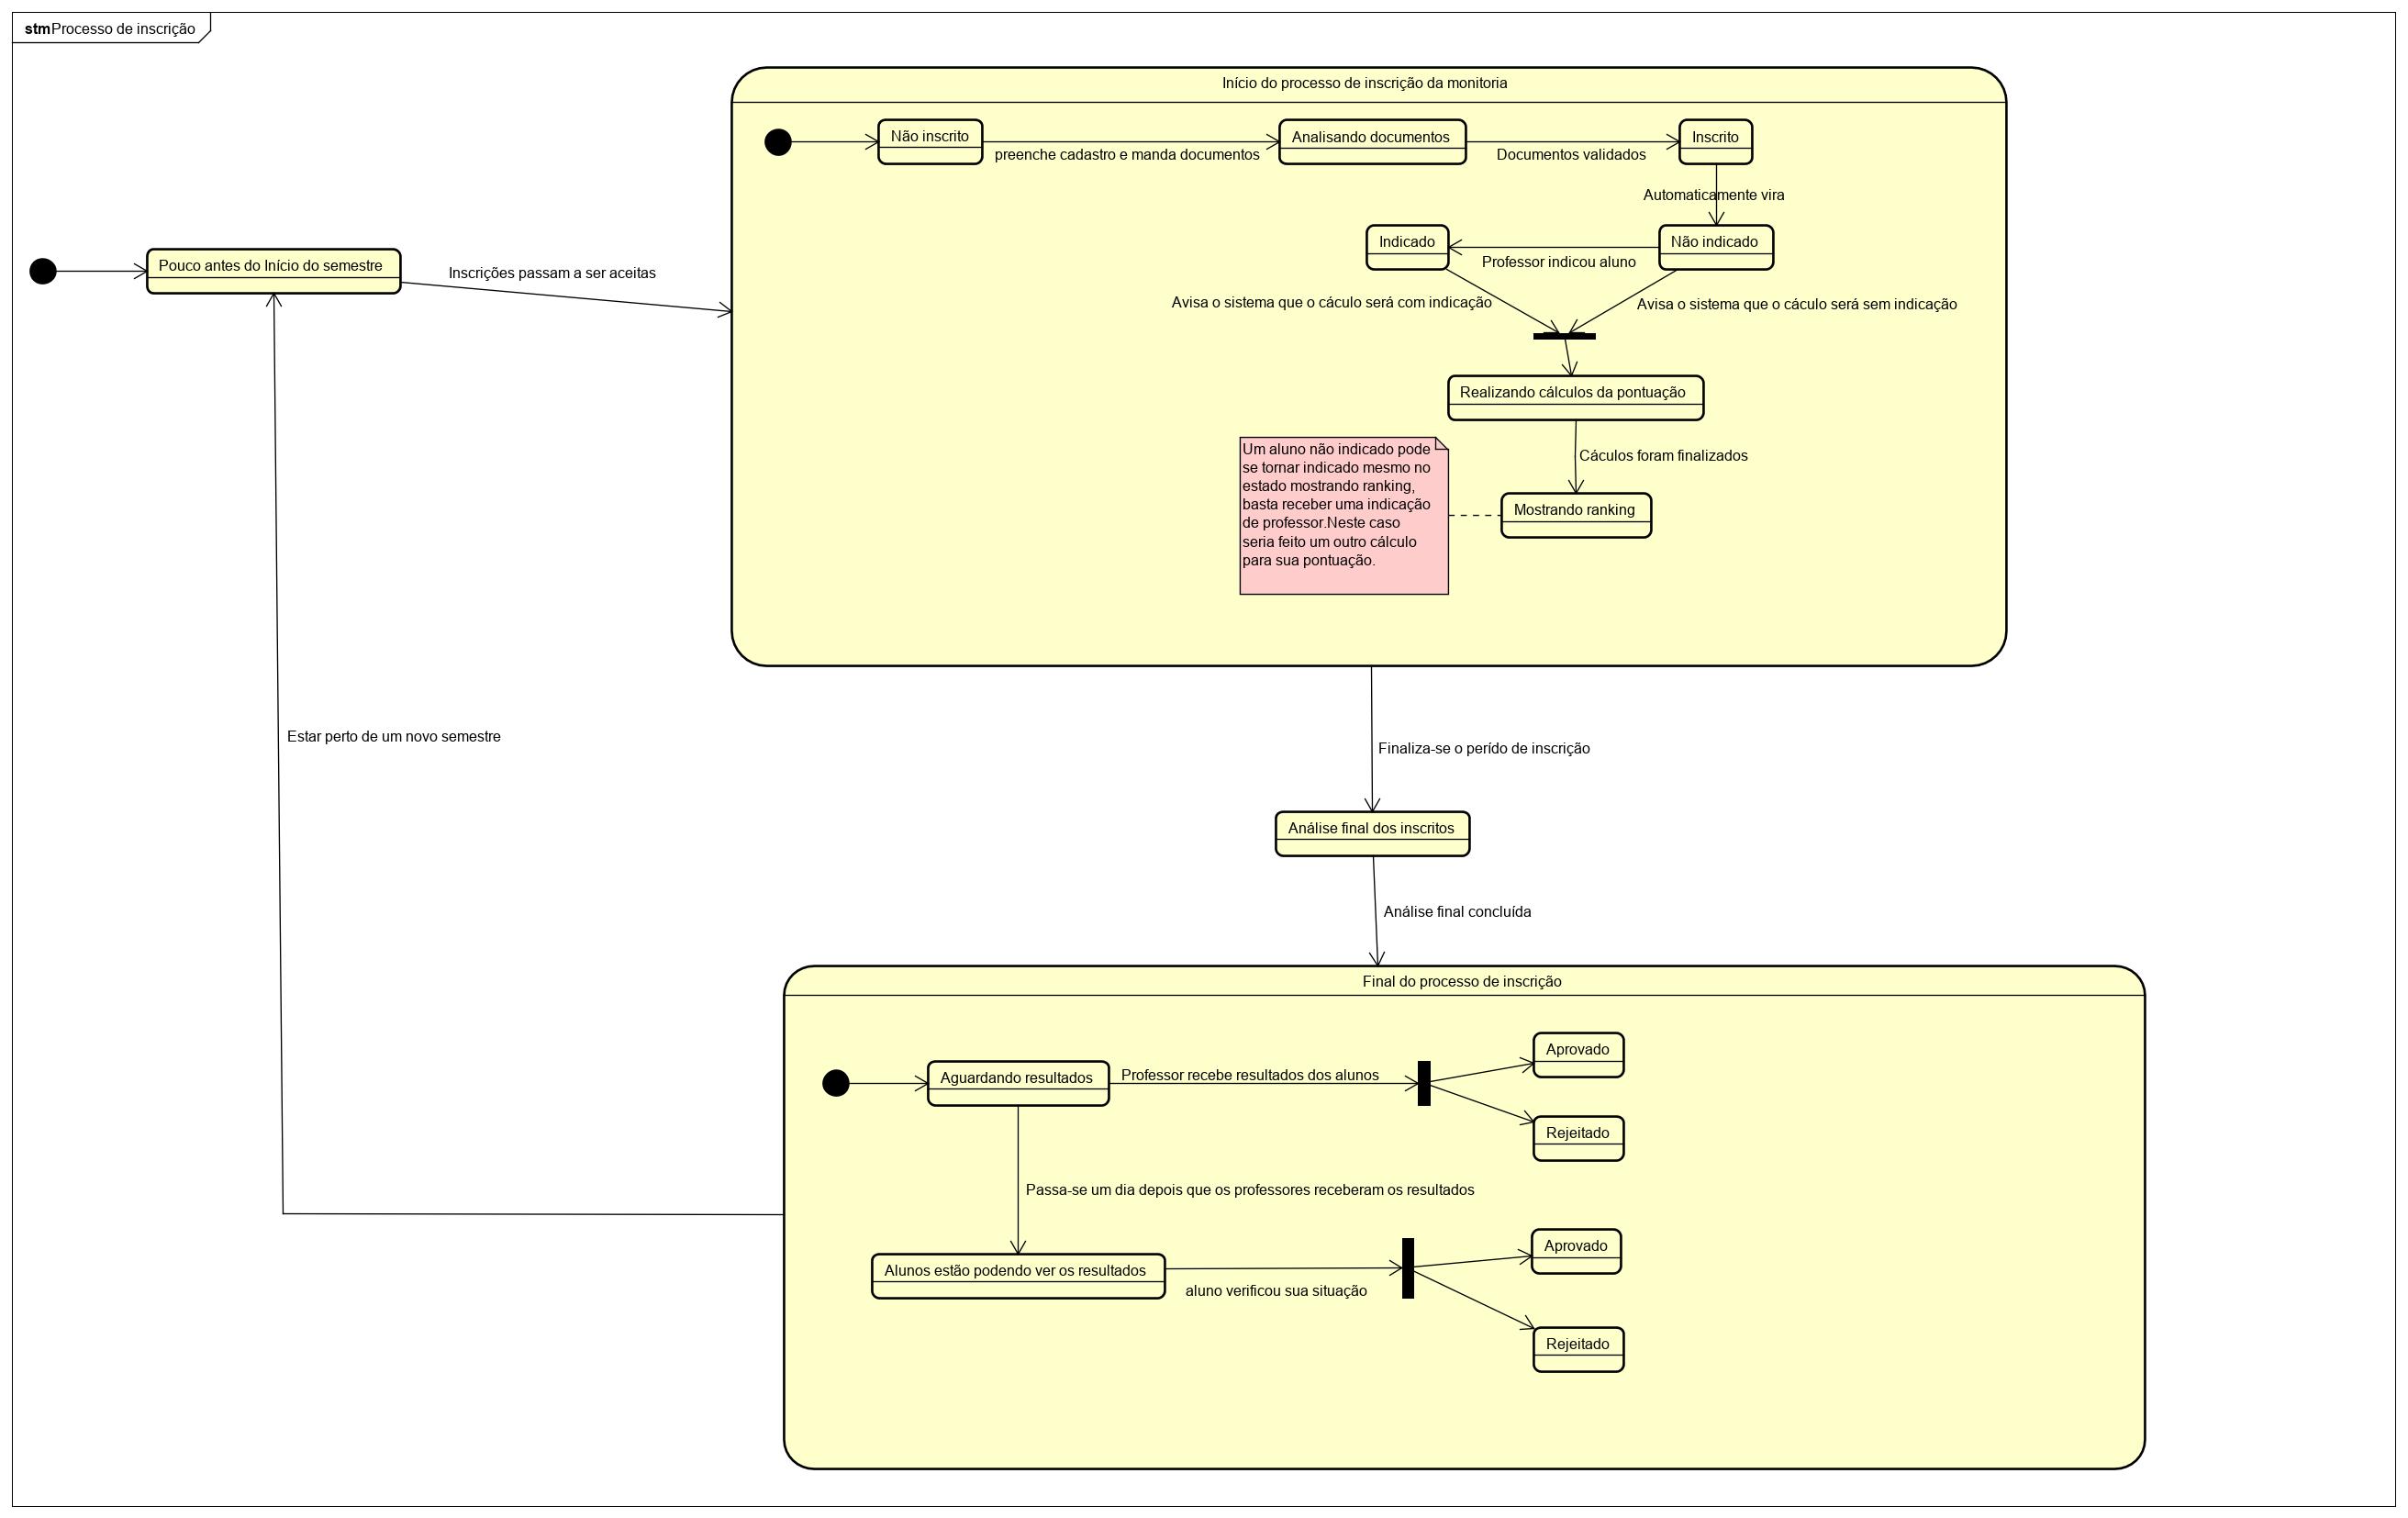 stm Processo de inscrição
Início do processo de inscrição da monitoria
Não inscrito
preenche cadastro e manda documentos
Analisando documentos
Documentos validados
Inscrito
Automaticamente vira
Indicado
Professor indicou aluno
Não indicado
Pouco antes do Início do semestre
Inscrições passam a ser aceitas
Avisa o sistema que o cáculo será com indicação
Avisa o sistema que o cáculo será sem indicação
Realizando cálculos da pontuação
Cáculos foram finalizados
Um aluno não indicado pode
se tornar indicado mesmo no
estado mostrando ranking,
basta receber uma indicação
de professor.Neste caso
seria feito um outro cálculo
para sua pontuação.
Mostrando ranking
Estar perto de um novo semestre
Finaliza-se o perído de inscrição
Análise final dos inscritos
Análise final concluída
Final do processo de inscrição
Aguardando resultados
Professor recebe resultados dos alunos
Aprovado
Rejeitado
Passa-se um dia depois que os professores receberam os resultados
Alunos estão podendo ver os resultados
aluno verificou sua situação
Aprovado
Rejeitado